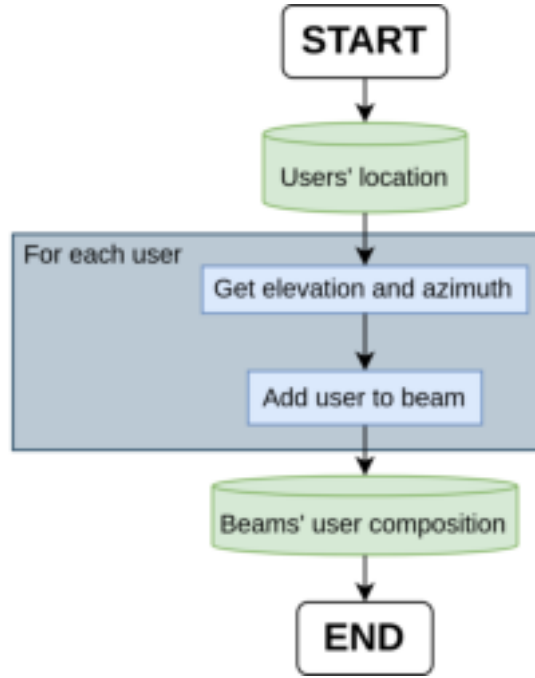 START
Users' location
For each user
Get elevation and azimuth
Add user to beam
Beams' user composition
END